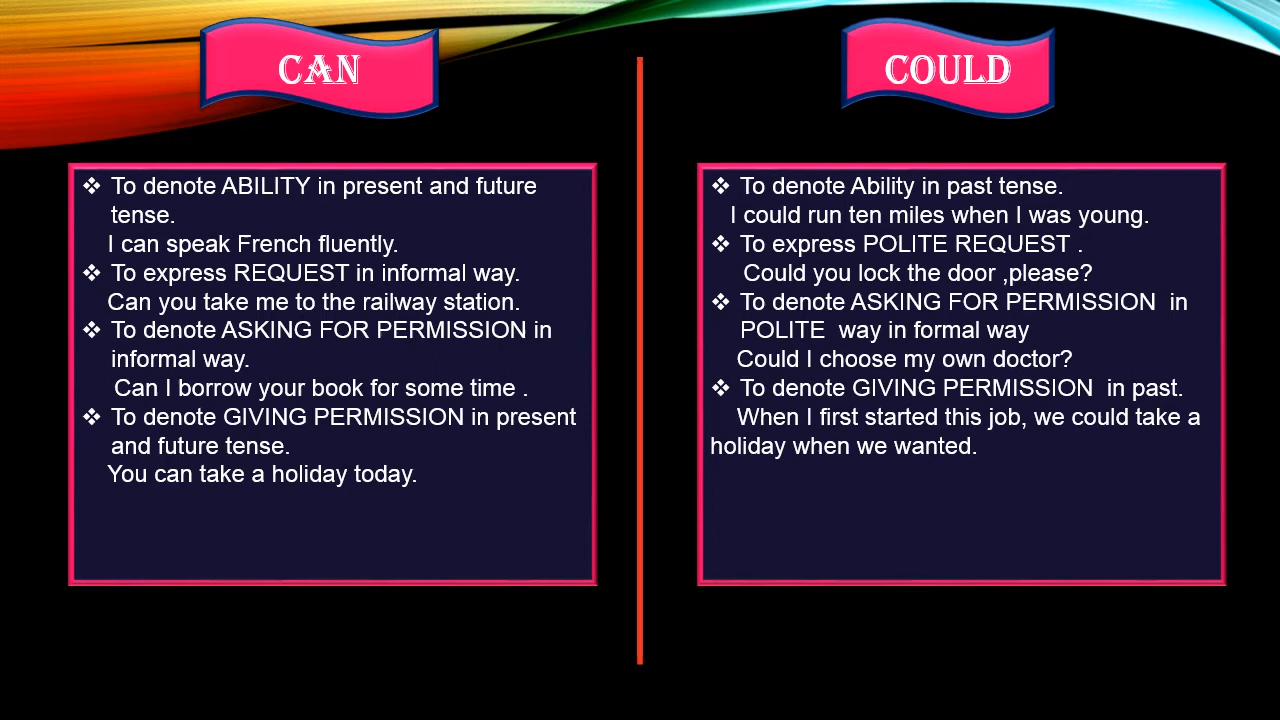 CAN
❖ To denote ABILITY in present and future
tense.
I can speak French fluently.
❖ To express REQUEST in informal way.
Can you take me to the railway station.
❖ To denote ASKING FOR PERMISSION in
informal way.
Can I borrow your book for some time .
❖ To denote GIVING PERMISSION in present
and future tense.
You can take a holiday today.
COULD
❖ To denote Ability in past tense.
I could run ten miles when I was young.
❖ To express POLITE REQUEST .
Could you lock the door ,please?
❖ To denote ASKING FOR PERMISSION in
POLITE way in formal way
Could I choose my own doctor?
❖ To denote GIVING PERMISSION in past.
When I first started this job, we could take a
holiday when we wanted.